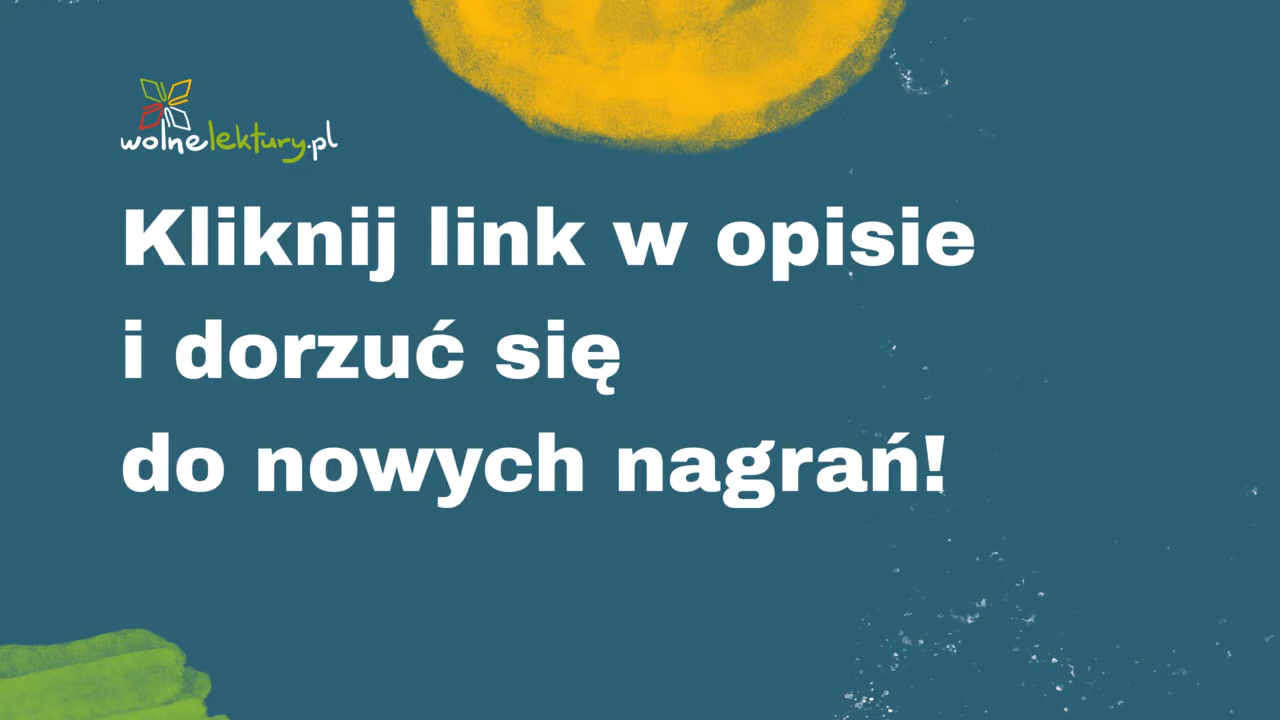 wolnelektury.pl
Kliknij link w opisie
i dorzuć się
do nowych nagrań!